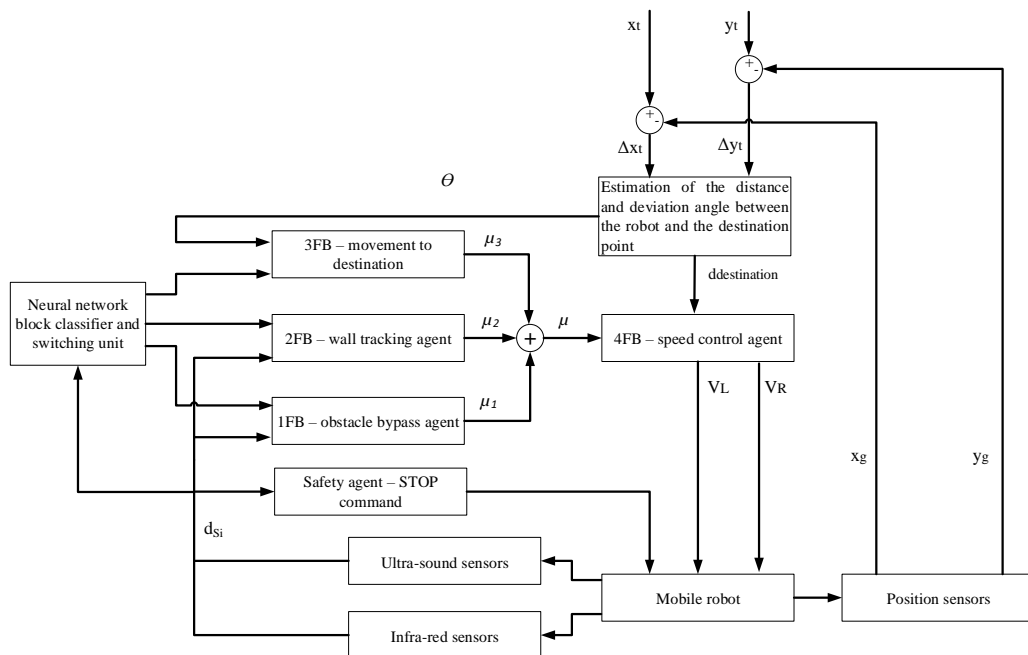 xt
yt
+
-
+
-
Δxt
Δyt
Ɵ
Estimation of the distance
and deviation angle between
the robot and the destination
point
3FB – movement to
destination
μ3
ddestination
Neural network
block classifier and
switching unit
2FB – wall tracking agent
μ2
+
μ
4FB – speed control agent
VL
VR
1FB – obstacle bypass agent
μ1
xg
yg
Safety agent – STOP
command
dSi
Ultra-sound sensors
Mobile robot
Position sensors
Infra-red sensors